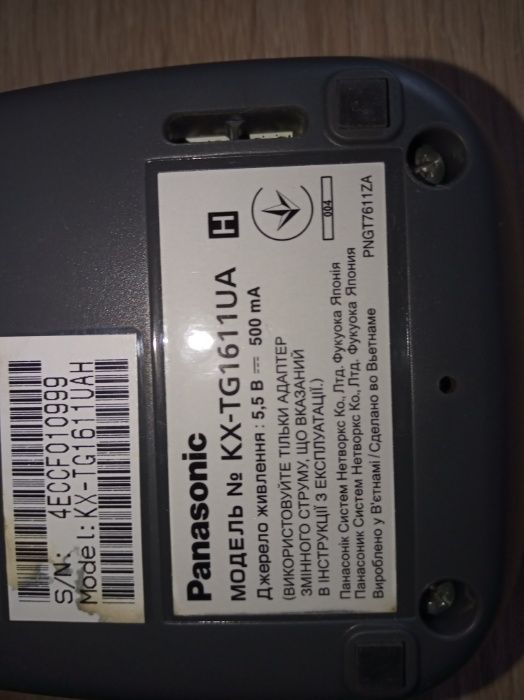 S/N: 4ECCF010999
Model:KX-TG1611UAH
Panasonic
МОДЕЛЬ № KX-TG1611UA H
Джерело живлення : 5,5 В ⎓ 500 mA
(ВИКОРИСТОВУЙТЕ ТІЛЬКИ АДАПТЕР
ЗМІННОГО СТРУМУ, ЩО ВКАЗАНИЙ
В ІНСТРУКЦІЇ З ЕКСПЛУАТАЦІЇ.)
004
Панасонік Систем Нетворкс Ко., Лтд. Фукуока Японія
Панасоник Систем Нетворкс Ко., Лтд. Фукуока Япония
Вироблено у В'єтнамі/Сделано во Вьетнаме
PNGT7611ZA